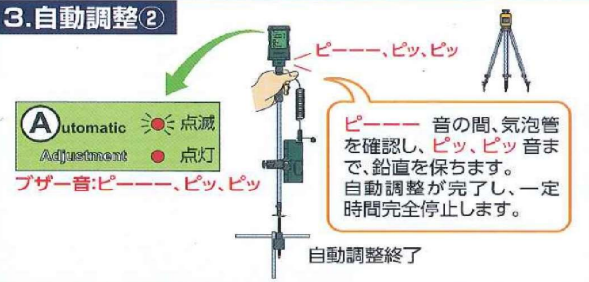 3.自動調整②
ピーーー、ピッ、ピッ
Automatic 点滅
Adjustment 点灯
ブザー音:ピーーー、ピッ、ピッ
ピーーー 音の間、気泡管
を確認し、ピッ、ピッ 音ま
で、鉛直を保ちます。
自動調整が完了し、一定
時間完全停止します。
自動調整終了